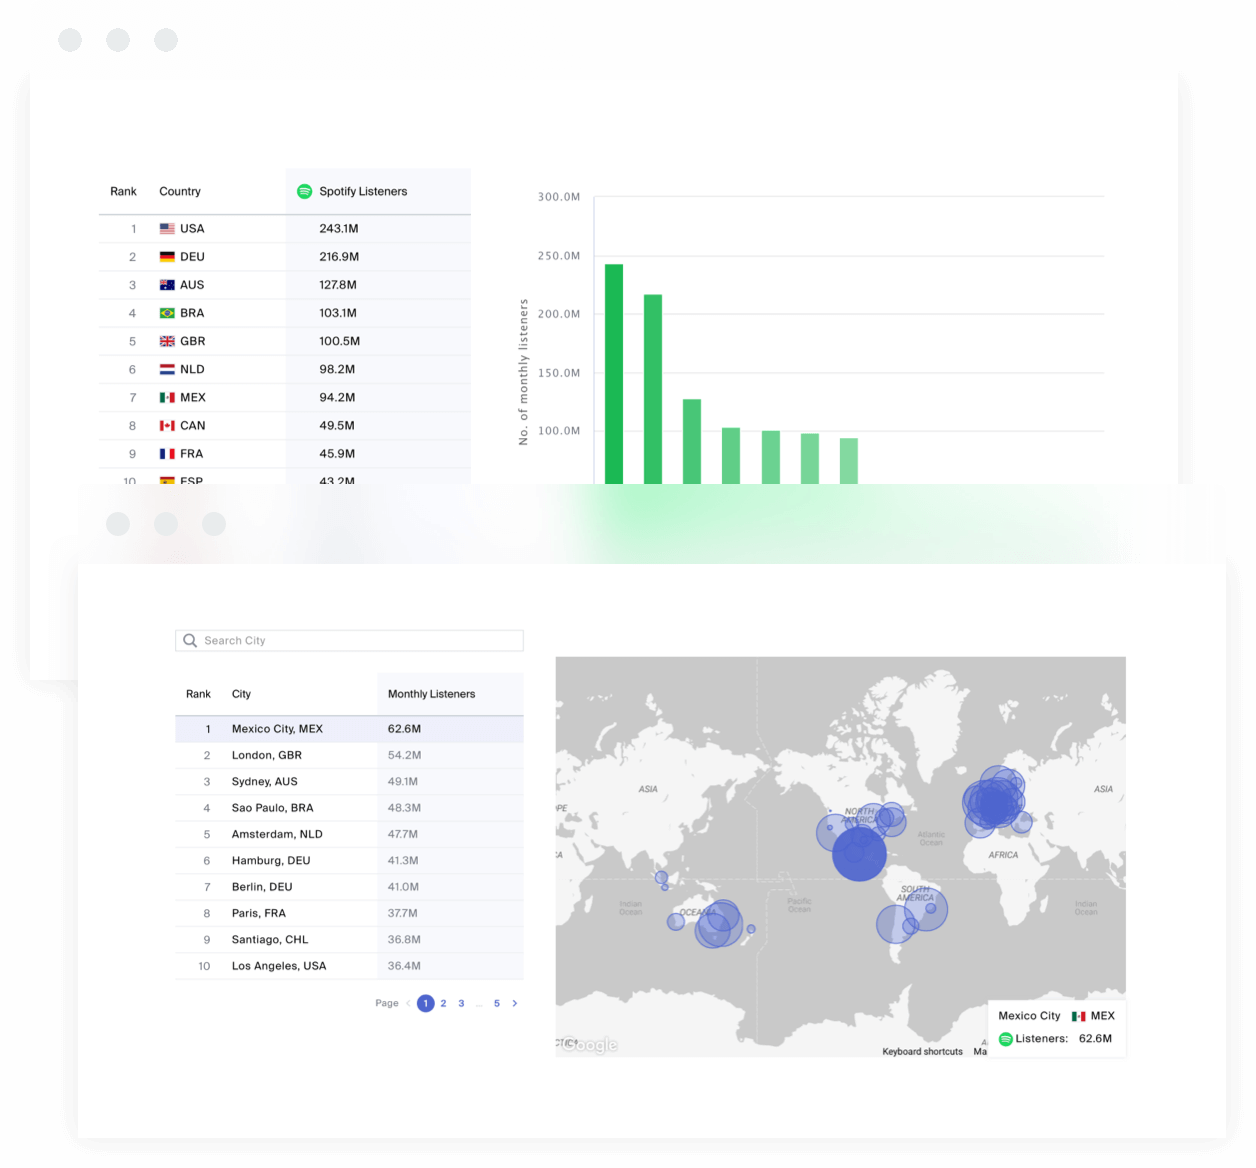 Rank Country Spotify Listeners
1 USA 243.1M
2 DEU 216.9M
3 AUS 127.8M
4 BRA 103.1M
5 GBR 100.5M
6 NLD 98.2M
7 MEX 94.2M
8 CAN 49.5M
9 FRA 45.9M
10 ESP 43.2M
300.0M
250.0M
200.0M
150.0M
100.0M
No. of monthly listeners
Search City
Rank City Monthly Listeners
1 Mexico City, MEX 62.6M
2 London, GBR 54.2M
3 Sydney, AUS 49.1M
4 Sao Paulo, BRA 48.3M
5 Amsterdam, NLD 47.7M
6 Hamburg, DEU 41.3M
7 Berlin, DEU 41.0M
8 Paris, FRA 37.7M
9 Santiago, CHL 36.8M
10 Los Angeles, USA 36.4M
Page < 1 2 3 ... 5 >
ASIA
ASIA
PE
NORTH
AMERICA
Atlantic
Ocean
CA
AFRICA
SOUTH
AMERICA
Indian
Ocean
OCEANIA
Pacific
Ocean
Indian
Ocean
Mexico City MEX
Listeners: 62.6M
Google
Keyboard shortcuts Ma